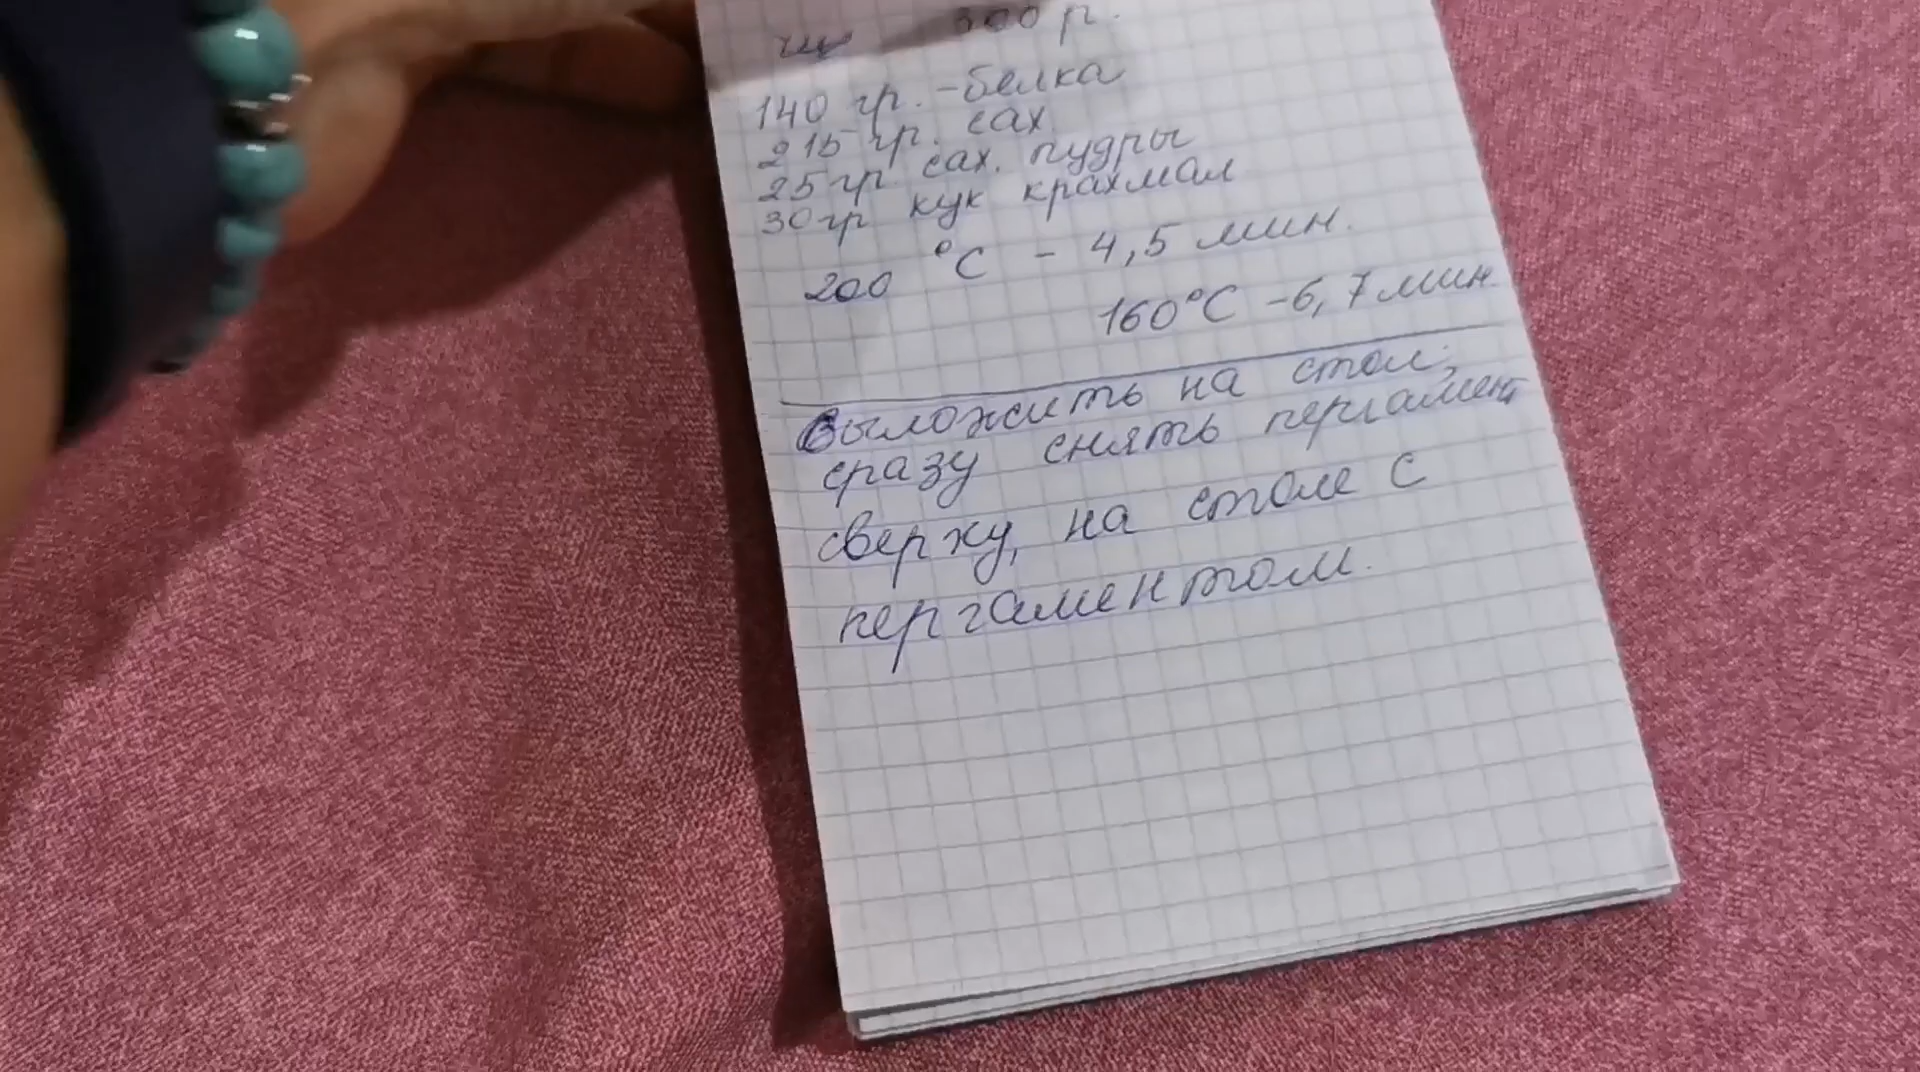 300 р.
140 гр. - белка
215 гр. сах
25 гр сах. пудры
30 гр кук крахмал
200 °С - 4,5 мин.
160°С - 6,7 мин.
Выложить на стол,
сразу снять пергамент
сверху, на столе с
пергаментом.